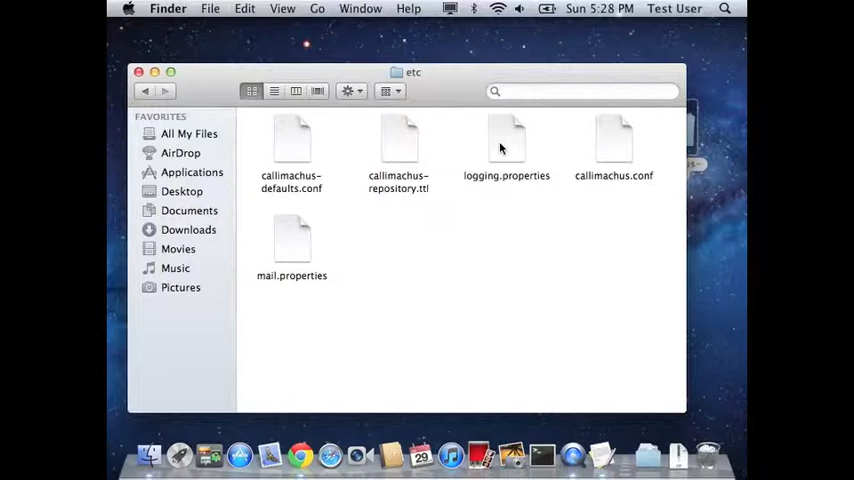 Finder File Edit View Go Window Help Sun 5:28 PM Test User
etc
FAVORITES
All My Files
AirDrop
Applications
Desktop
Documents
Downloads
Movies
Music
Pictures
callimachus-
defaults.conf
callimachus-
repository.ttl
logging.properties
callimachus.conf
mail.properties
29